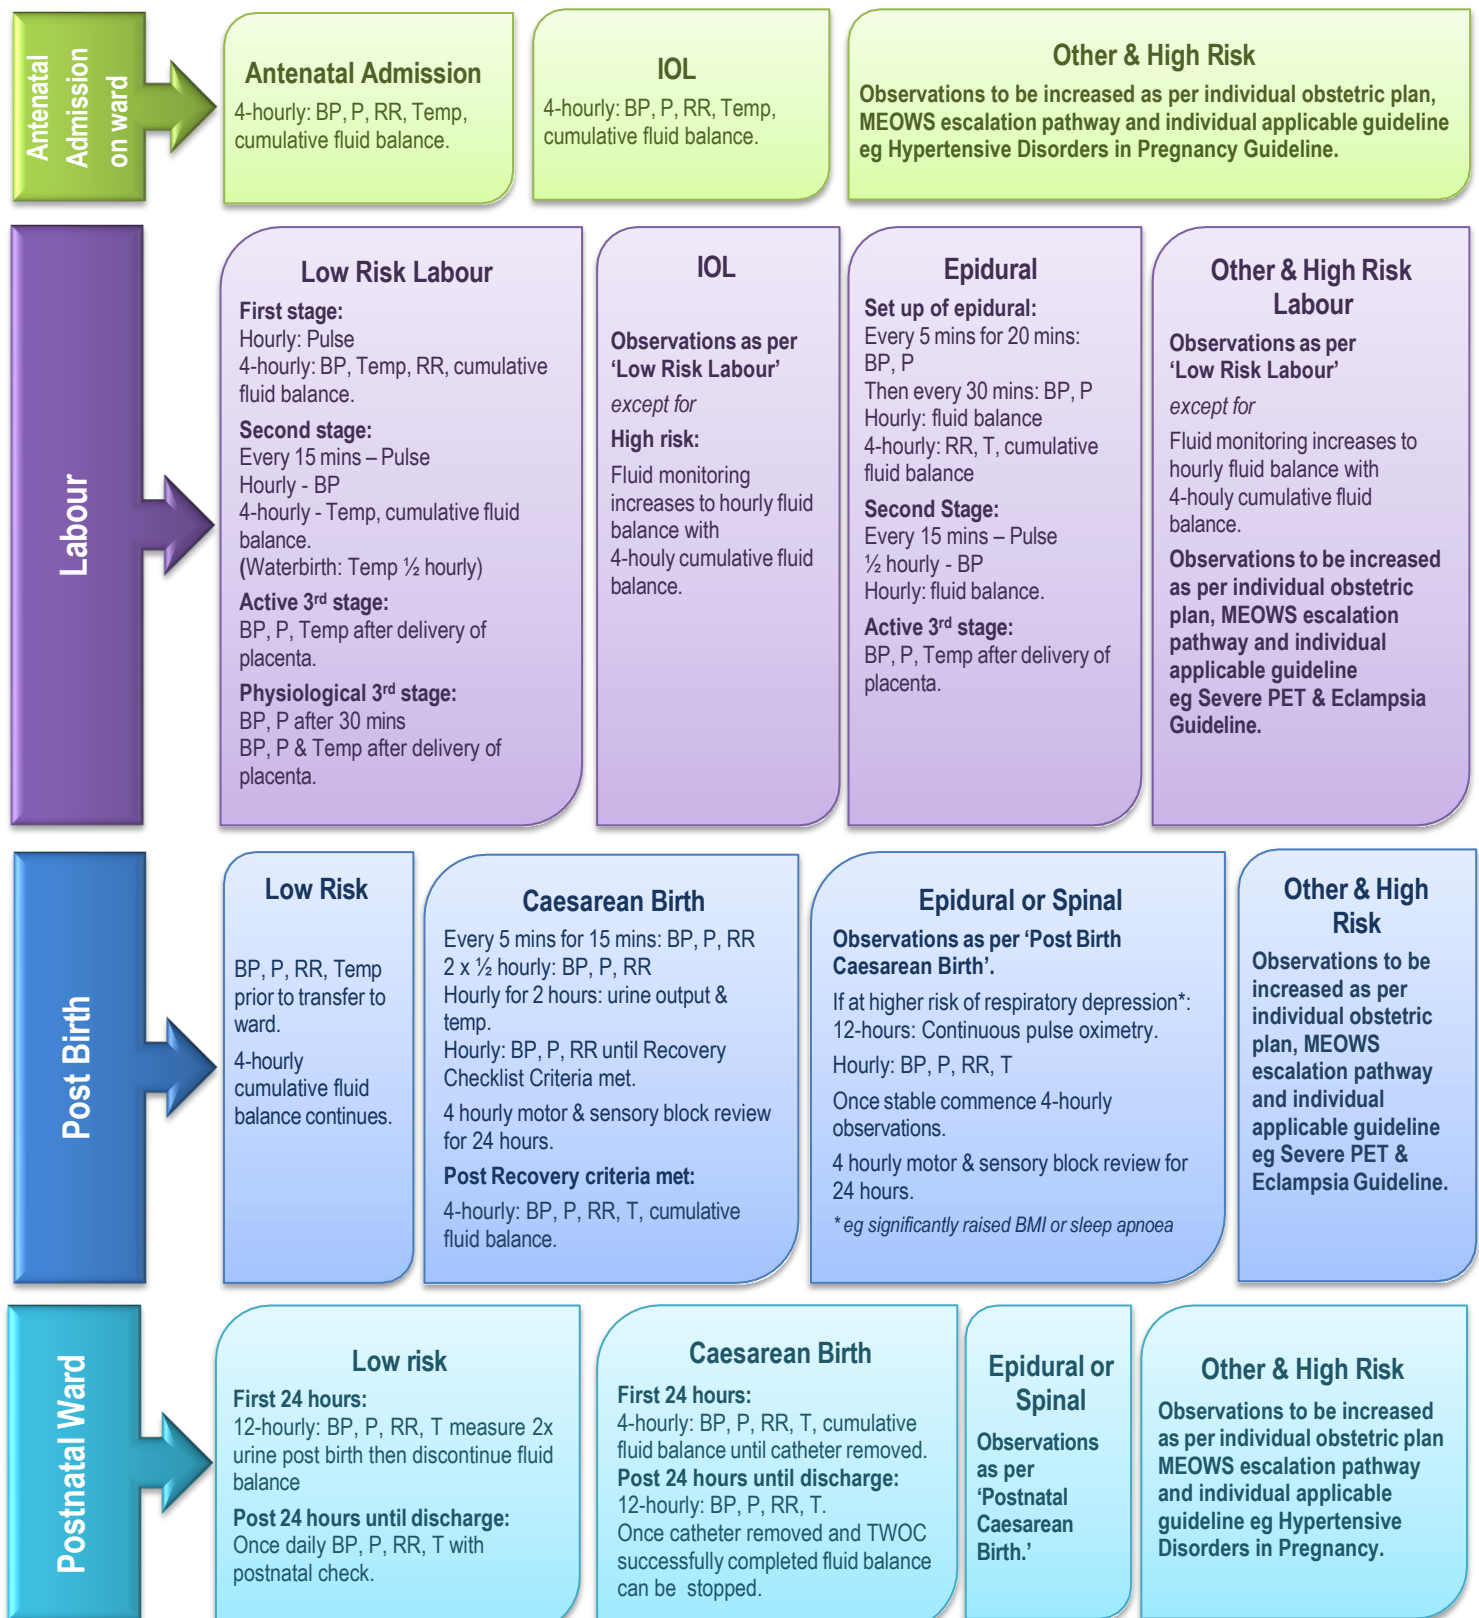 Antenatal
Admission
on ward
Antenatal Admission
4-hourly: BP, P, RR, Temp,
cumulative fluid balance.
IOL
4-hourly: BP, P, RR, Temp,
cumulative fluid balance.
Other & High Risk
Observations to be increased as per individual obstetric plan,
MEOWS escalation pathway and individual applicable guideline
eg Hypertensive Disorders in Pregnancy Guideline.
Labour
Low Risk Labour
First stage:
Hourly: Pulse
4-hourly: BP, Temp, RR, cumulative
fluid balance.
Second stage:
Every 15 mins – Pulse
Hourly - BP
4-hourly - Temp, cumulative fluid
balance.
(Waterbirth: Temp ½ hourly)
Active 3rd stage:
BP, P, Temp after delivery of
placenta.
Physiological 3rd stage:
BP, P after 30 mins
BP, P & Temp after delivery of
placenta.
IOL
Observations as per
‘Low Risk Labour’
except for
High risk:
Fluid monitoring
increases to hourly fluid
balance with
4-houly cumulative fluid
balance.
Epidural
Set up of epidural:
Every 5 mins for 20 mins:
BP, P
Then every 30 mins: BP, P
Hourly: fluid balance
4-hourly: RR, T, cumulative
fluid balance
Second Stage:
Every 15 mins – Pulse
½ hourly - BP
Hourly: fluid balance.
Active 3rd stage:
BP, P, Temp after delivery of
placenta.
Other & High Risk
Labour
Observations as per
‘Low Risk Labour’
except for
Fluid monitoring increases to
hourly fluid balance with
4-houly cumulative fluid
balance.
Observations to be increased
as per individual obstetric
plan, MEOWS escalation
pathway and individual
applicable guideline
eg Severe PET & Eclampsia
Guideline.
Post Birth
Low Risk
BP, P, RR, Temp
prior to transfer to
ward.
4-hourly
cumulative fluid
balance continues.
Caesarean Birth
Every 5 mins for 15 mins: BP, P, RR
2 x ½ hourly: BP, P, RR
Hourly for 2 hours: urine output &
temp.
Hourly: BP, P, RR until Recovery
Checklist Criteria met.
4 hourly motor & sensory block review
for 24 hours.
Post Recovery criteria met:
4-hourly: BP, P, RR, T, cumulative
fluid balance.
Epidural or Spinal
Observations as per ‘Post Birth
Caesarean Birth’.
If at higher risk of respiratory depression*:
12-hours: Continuous pulse oximetry.
Hourly: BP, P, RR, T
Once stable commence 4-hourly
observations.
4 hourly motor & sensory block review for
24 hours.
* eg significantly raised BMI or sleep apnoea
Other & High
Risk
Observations to be
increased as per
individual obstetric
plan, MEOWS
escalation pathway
and individual
applicable guideline
eg Severe PET &
Eclampsia Guideline.
Postnatal Ward
Low risk
First 24 hours:
12-hourly: BP, P, RR, T measure 2x
urine post birth then discontinue fluid
balance
Post 24 hours until discharge:
Once daily BP, P, RR, T with
postnatal check.
Caesarean Birth
First 24 hours:
4-hourly: BP, P, RR, T, cumulative
fluid balance until catheter removed.
Post 24 hours until discharge:
12-hourly: BP, P, RR, T.
Once catheter removed and TWOC
successfully completed fluid balance
can be stopped.
Epidural or
Spinal
Observations
as per
‘Postnatal
Caesarean
Birth.’
Other & High Risk
Observations to be increased
as per individual obstetric plan
MEOWS escalation pathway
and individual applicable
guideline eg Hypertensive
Disorders in Pregnancy.